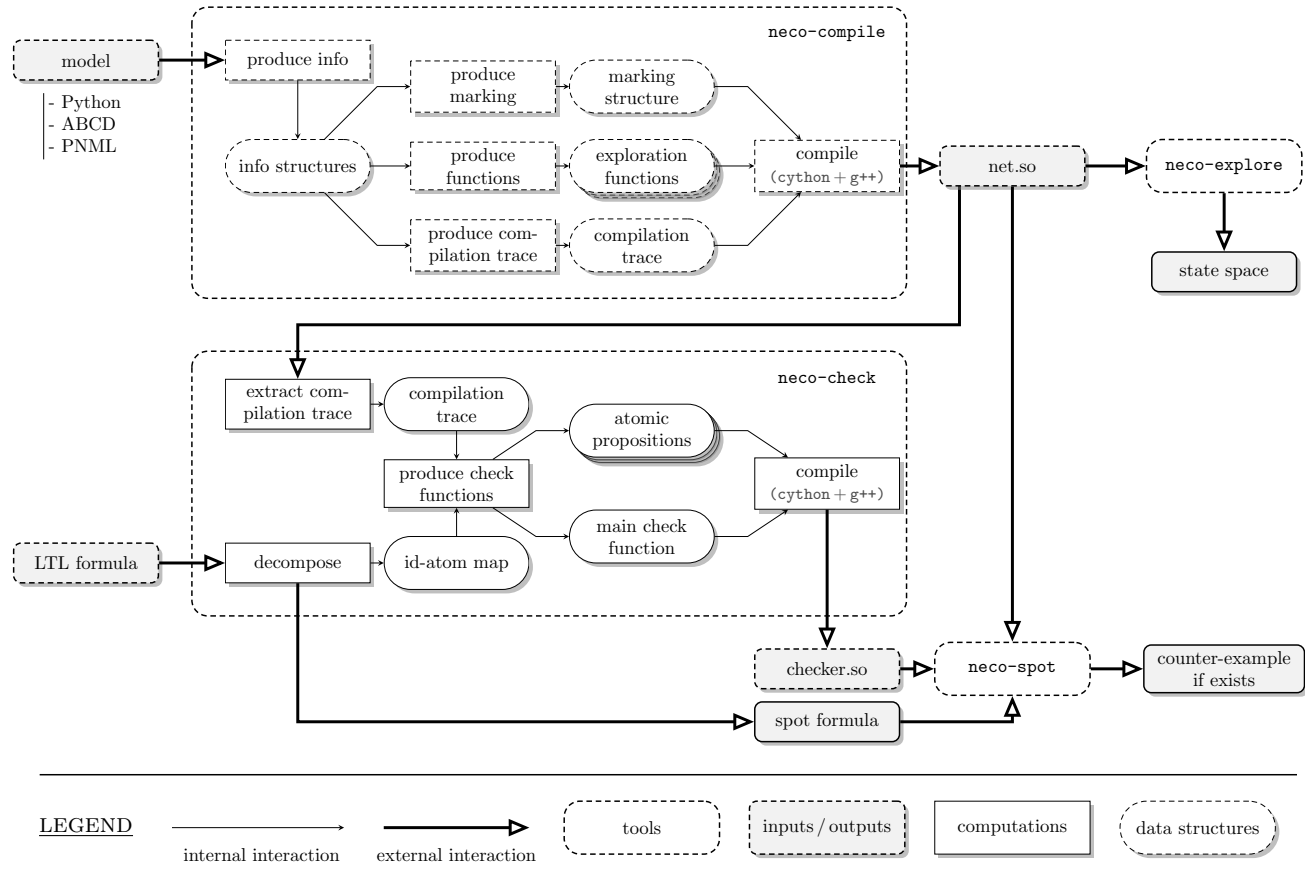 neco-compile
model
- Python
- ABCD
- PNML
produce info
produce
marking
marking
structure
info structures
produce
functions
exploration
functions
compile
(cython + g++)
net.so
neco-explore
produce com-
pilation trace
compilation
trace
state space
neco-check
extract com-
pilation trace
compilation
trace
atomic
propositions
produce check
functions
compile
(cython + g++)
main check
function
LTL formula
decompose
id-atom map
checker.so
neco-spot
counter-example
if exists
spot formula
LEGEND
internal interaction
external interaction
tools
inputs / outputs
computations
data structures